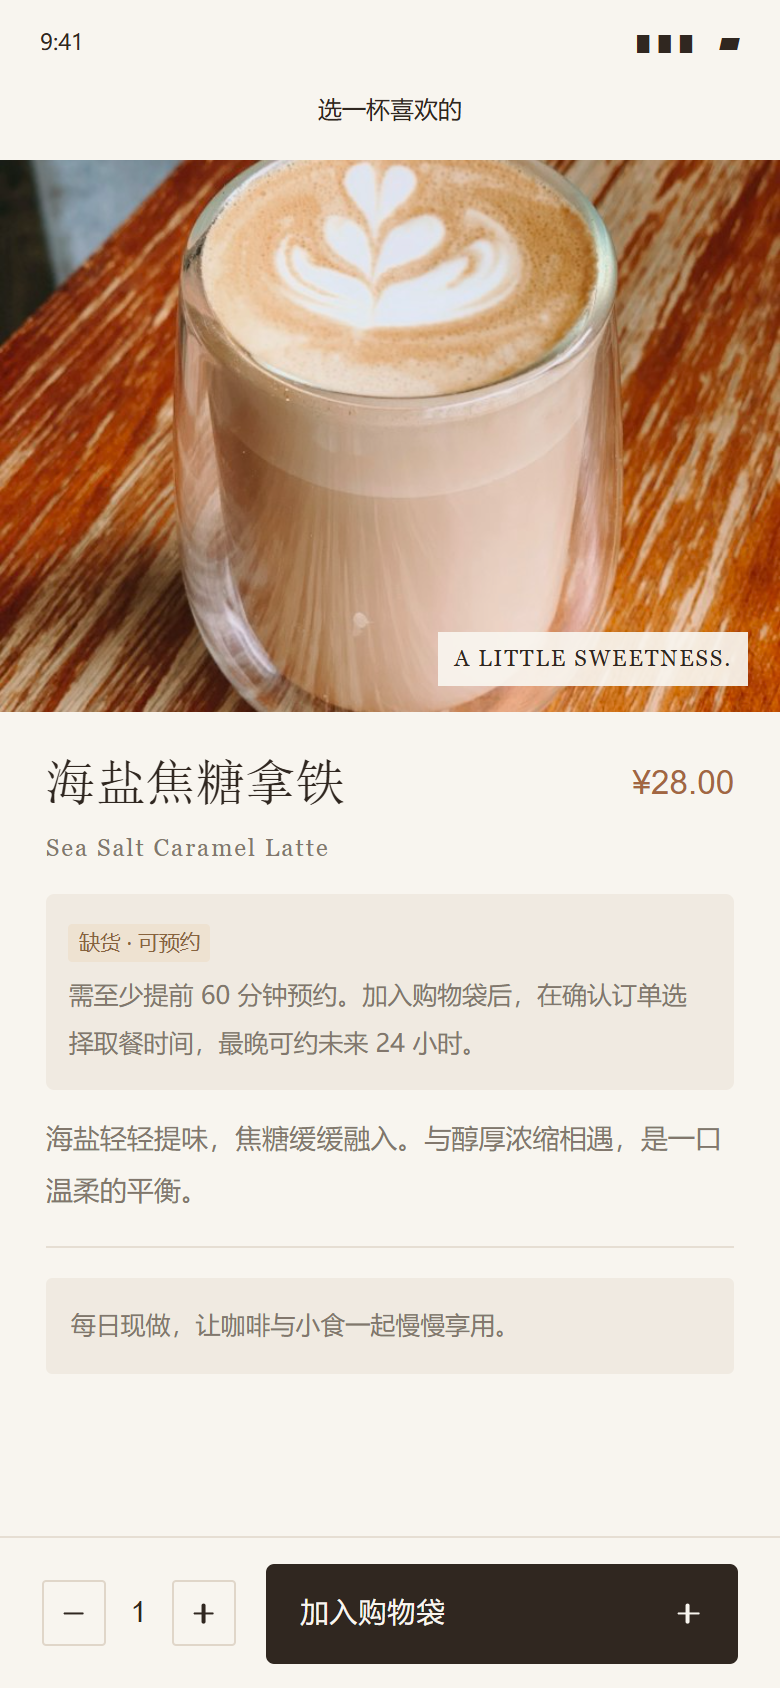 9:41
选一杯喜欢的
A LITTLE SWEETNESS.
海盐焦糖拿铁
¥28.00
Sea Salt Caramel Latte
缺货 · 可预约
需至少提前 60 分钟预约。加入购物袋后，在确认订单选
择取餐时间，最晚可约未来 24 小时。
海盐轻轻提味，焦糖缓缓融入。与醇厚浓缩相遇，是一口
温柔的平衡。
每日现做，让咖啡与小食一起慢慢享用。
− 1 +
加入购物袋 +